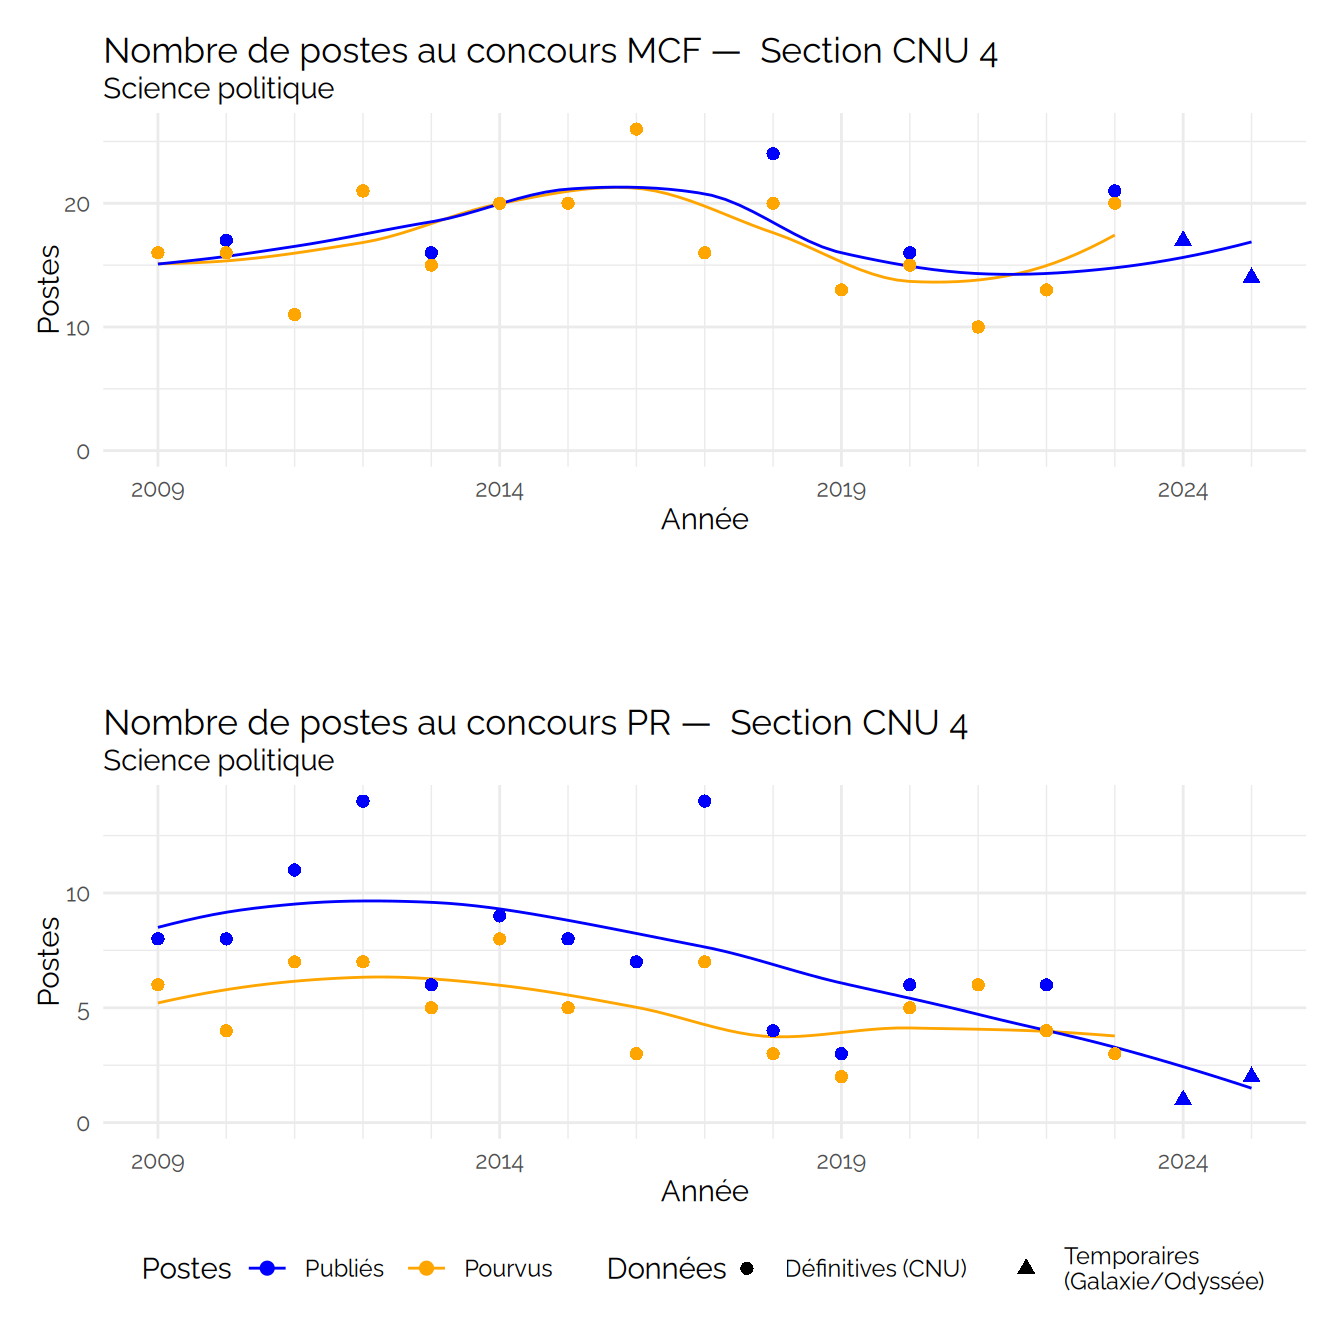 Nombre de postes au concours MCF —  Section CNU 4
Science politique
Postes
20
10
0
2009 2014 2019 2024
Année
Nombre de postes au concours PR —  Section CNU 4
Science politique
Postes
10
5
0
2009 2014 2019 2024
Année
Postes Publiés Pourvus Données Définitives (CNU) Temporaires
(Galaxie/Odyssée)